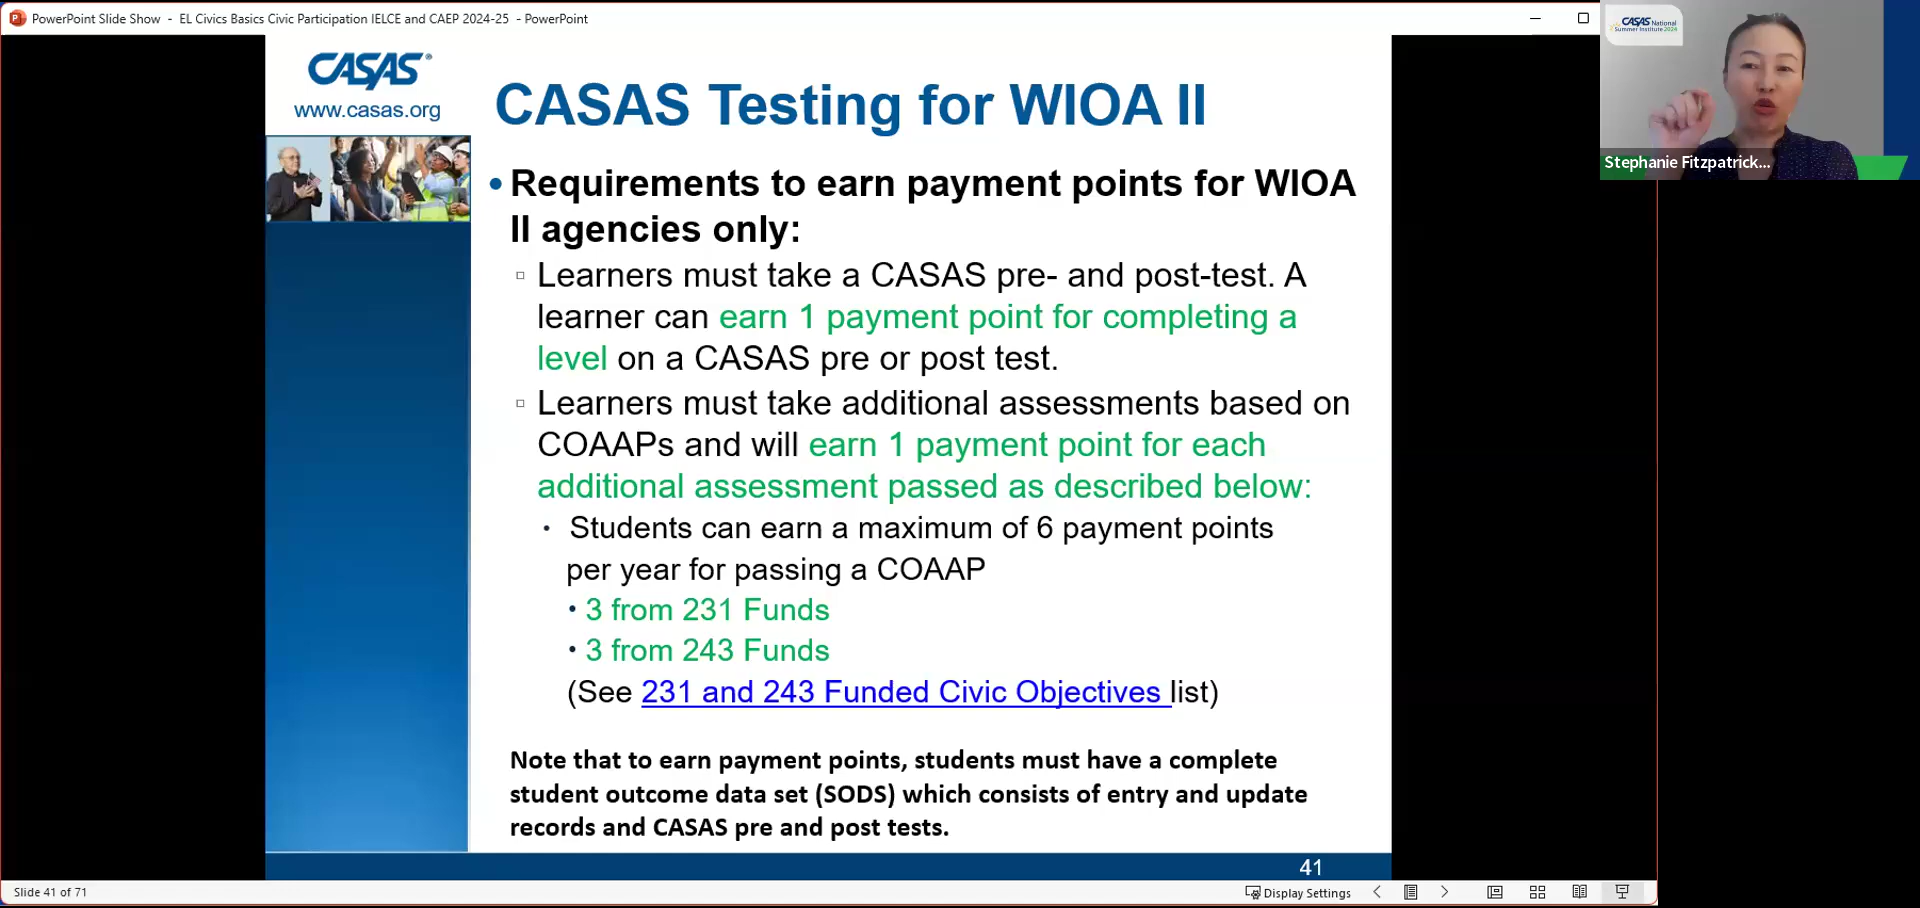 PowerPoint Slide Show - EL Civics Basics Civic Participation IELCE and CAEP 2024-25 - PowerPoint
CASAS National
Summer Institute 2024
Stephanie Fitzpatrick...
CASAS®
www.casas.org
CASAS Testing for WIOA II
• Requirements to earn payment points for WIOA
II agencies only:
▫ Learners must take a CASAS pre- and post-test. A
learner can earn 1 payment point for completing a
level on a CASAS pre or post test.
▫ Learners must take additional assessments based on
COAAPs and will earn 1 payment point for each
additional assessment passed as described below:
• Students can earn a maximum of 6 payment points
per year for passing a COAAP
• 3 from 231 Funds
• 3 from 243 Funds
(See 231 and 243 Funded Civic Objectives list)
Note that to earn payment points, students must have a complete
student outcome data set (SODS) which consists of entry and update
records and CASAS pre and post tests.
41
Slide 41 of 71
Display Settings